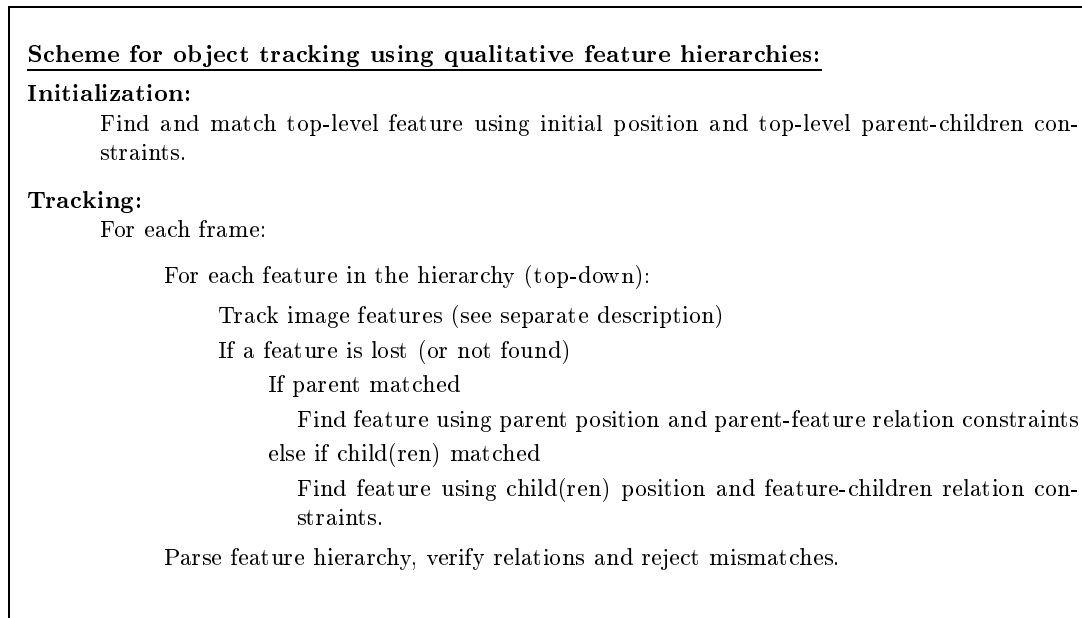 Scheme for object tracking using qualitative feature hierarchies:
Initialization:
Find and match top-level feature using initial position and top-level parent-children con-
straints.
Tracking:
For each frame:
For each feature in the hierarchy (top-down):
Track image features (see separate description)
If a feature is lost (or not found)
If parent matched
Find feature using parent position and parent-feature relation constraints
else if child(ren) matched
Find feature using child(ren) position and feature-children relation con-
straints.
Parse feature hierarchy, verify relations and reject mismatches.